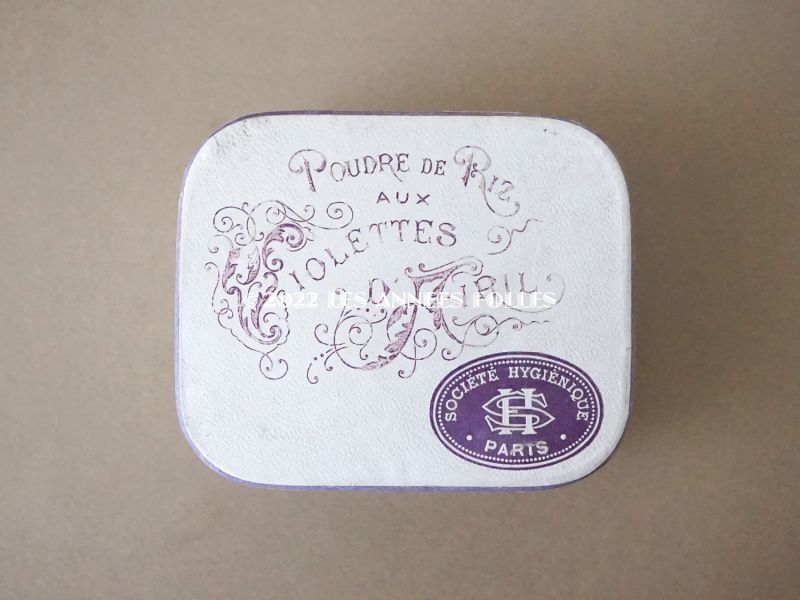 POUDRE DE RIZ
AUX
VIOLETTES
D'AVRIL
© 2022 LES ANNÉES FOLLES
SOCIÉTÉ HYGIÉNIQUE
SH
PARIS